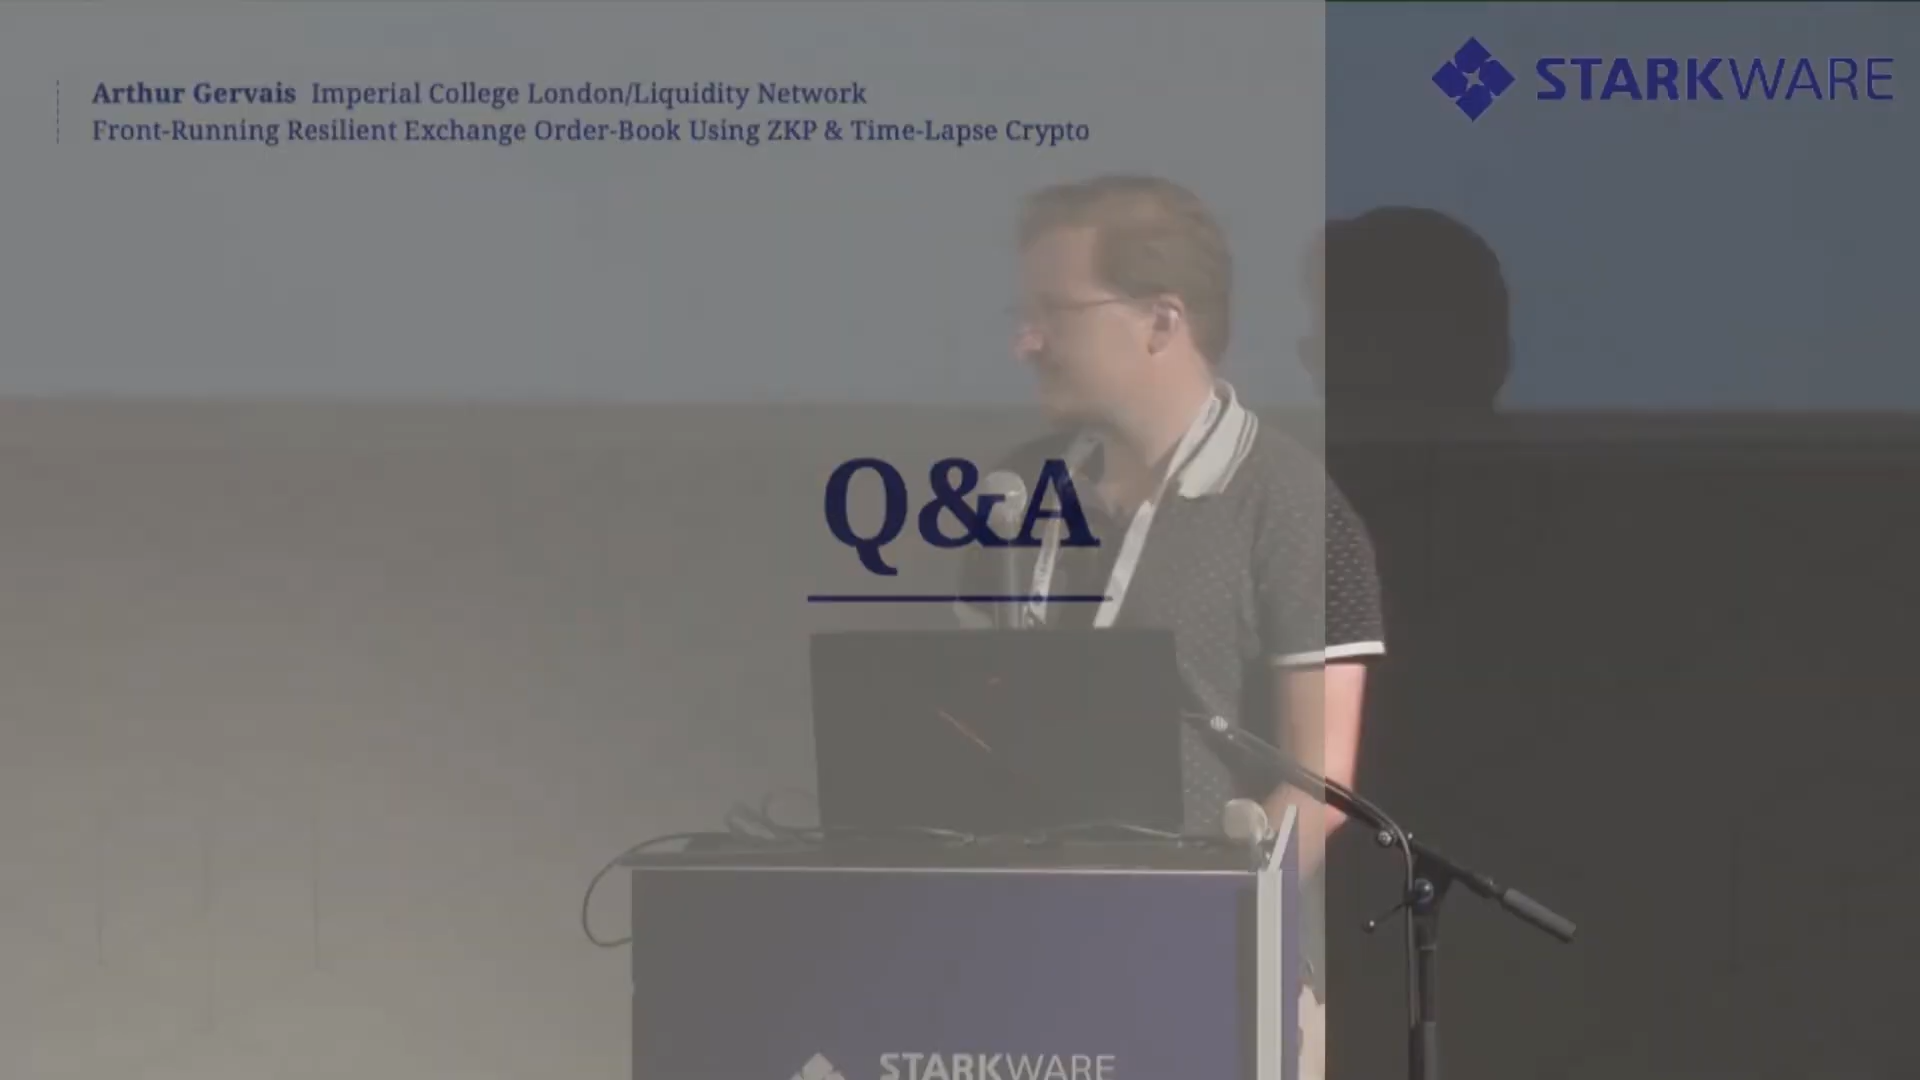 Arthur Gervais Imperial College London/Liquidity Network
Front-Running Resilient Exchange Order-Book Using ZKP & Time-Lapse Crypto
STARKWARE
Q&A
STARKWARE